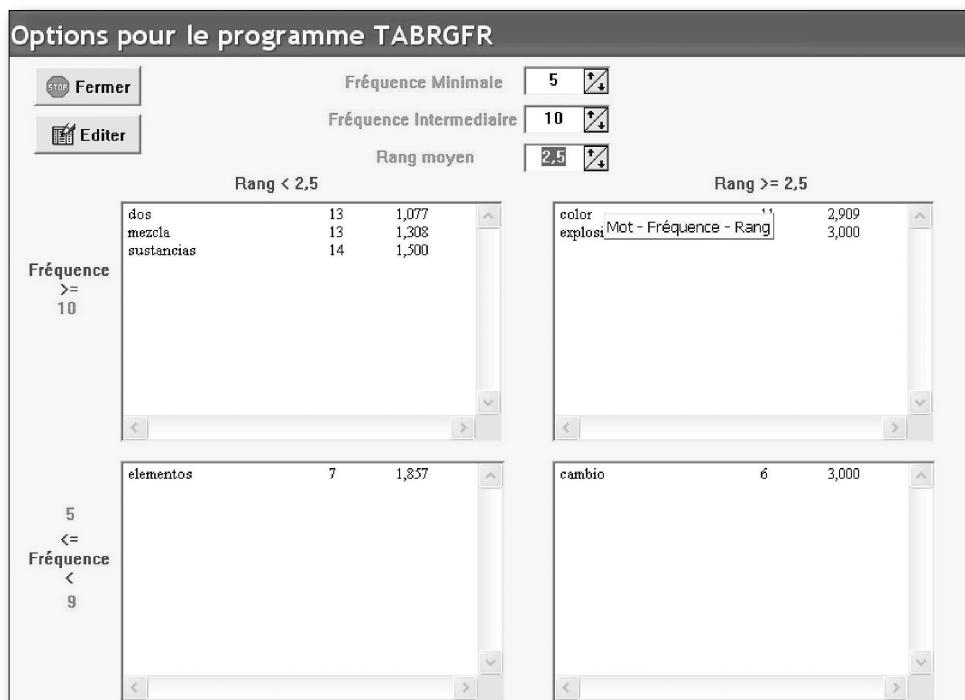 Options pour le programme TABRGFR
STOP Fermer
Editer
Fréquence Minimale 5
Fréquence Intermediaire 10
Rang moyen 2,5
Rang < 2,5
Rang >= 2,5
Fréquence
>=
10
dos 13 1,077
mezcla 13 1,308
sustancias 14 1,500
color 2,909
explosi 3,000
Mot - Fréquence - Rang
5
<=
Fréquence
<
9
elementos 7 1,857
cambio 6 3,000